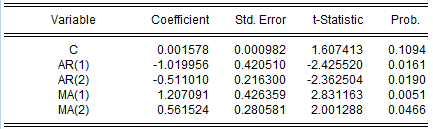 Variable Coefficient Std. Error t-Statistic Prob.
C 0.001578 0.000982 1.607413 0.1094
AR(1) -1.019956 0.420510 -2.425520 0.0161
AR(2) -0.511010 0.216300 -2.362504 0.0190
MA(1) 1.207091 0.426359 2.831163 0.0051
MA(2) 0.561524 0.280581 2.001288 0.0466